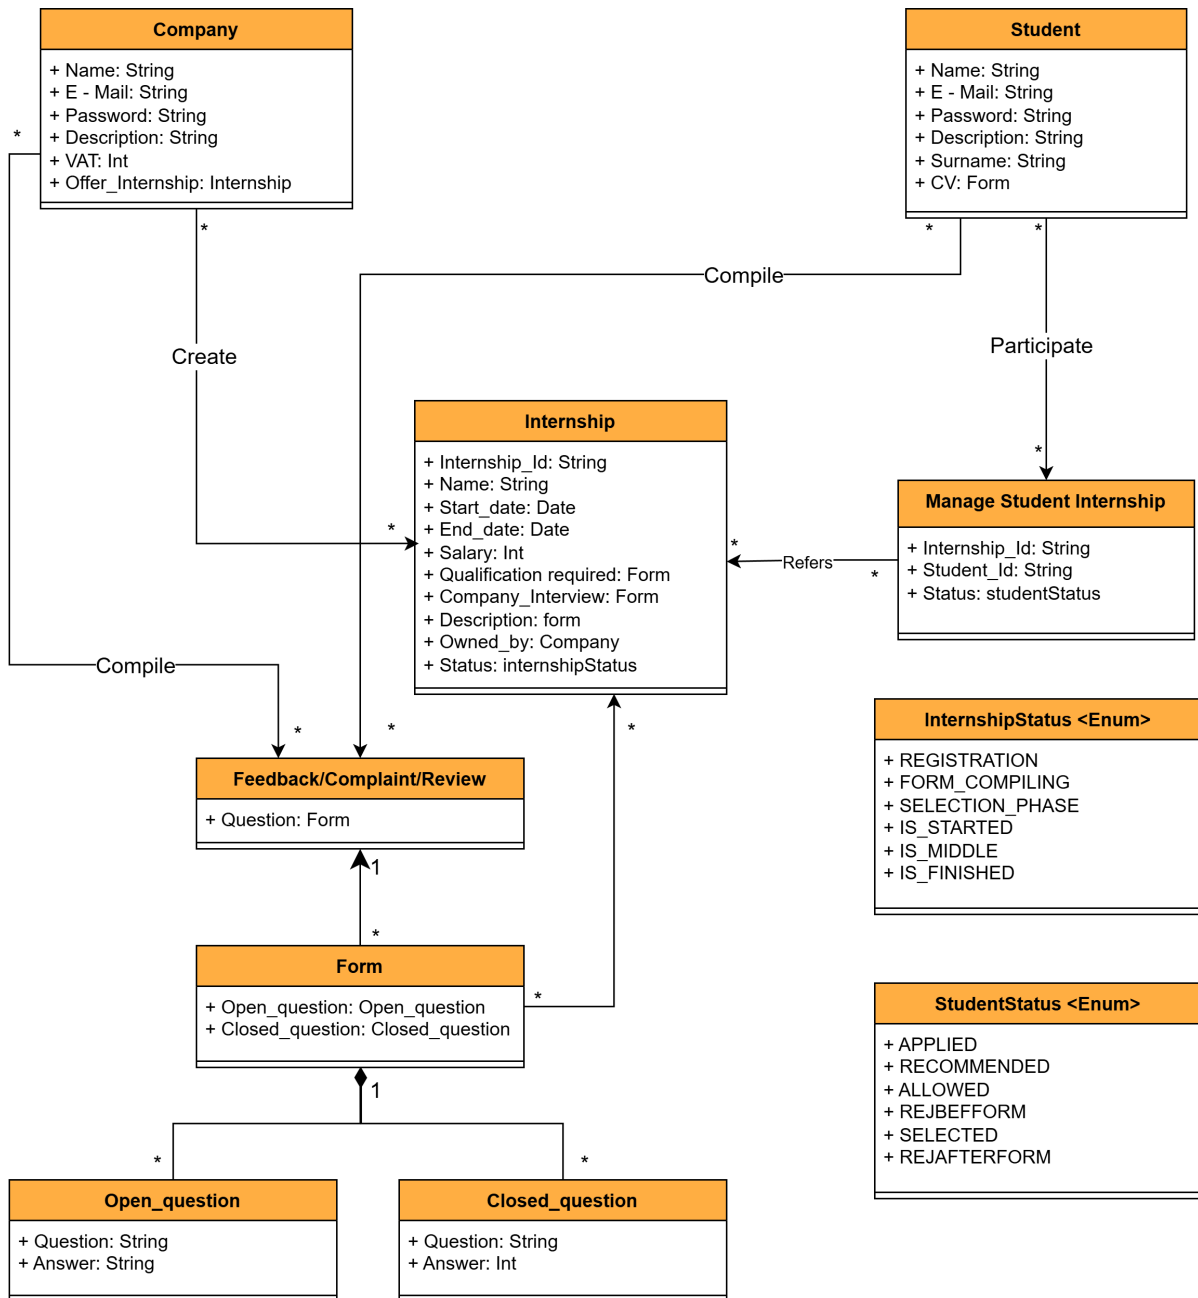 Company
+ Name: String
+ E - Mail: String
+ Password: String
+ Description: String
+ VAT: Int
+ Offer_Internship: Internship
Student
+ Name: String
+ E - Mail: String
+ Password: String
+ Description: String
+ Surname: String
+ CV: Form
*
*
*
*
Compile
Create
Participate
Internship
+ Internship_Id: String
+ Name: String
+ Start_date: Date
+ End_date: Date
+ Salary: Int
+ Qualification required: Form
+ Company_Interview: Form
+ Description: form
+ Owned_by: Company
+ Status: internshipStatus
*
*
*
Refers
*
Manage Student Internship
+ Internship_Id: String
+ Student_Id: String
+ Status: studentStatus
Compile
*
*
*
InternshipStatus <Enum>
+ REGISTRATION
+ FORM_COMPILING
+ SELECTION_PHASE
+ IS_STARTED
+ IS_MIDDLE
+ IS_FINISHED
Feedback/Complaint/Review
+ Question: Form
1
*
Form
+ Open_question: Open_question
+ Closed_question: Closed_question
*
1
StudentStatus <Enum>
+ APPLIED
+ RECOMMENDED
+ ALLOWED
+ REJBEFFORM
+ SELECTED
+ REJAFTERFORM
*
*
Open_question
+ Question: String
+ Answer: String
Closed_question
+ Question: String
+ Answer: Int